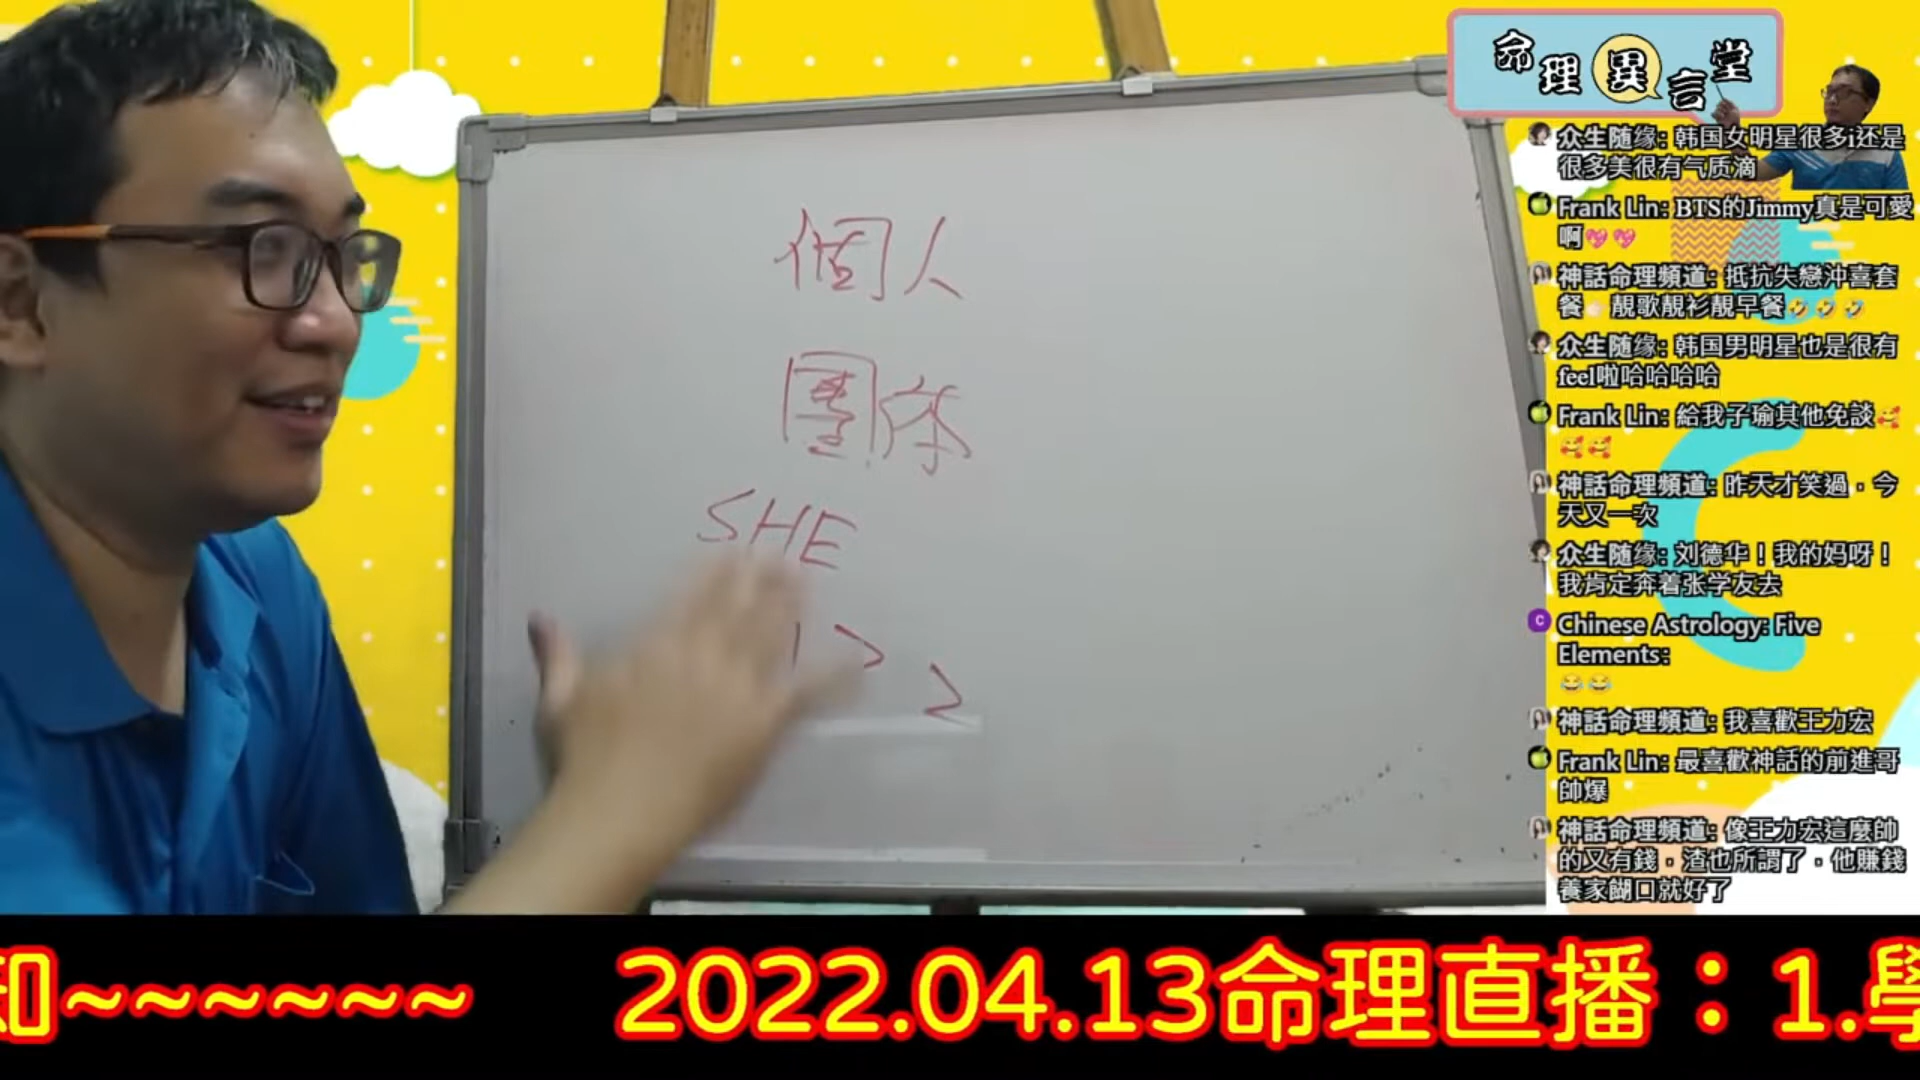 命理異言堂
個人
團体
SHE
众生随缘: 韩国女明星很多i还是
很多美很有气质滴
Frank Lin: BTS的Jimmy真是可愛
啊💖💖
神話命理頻道: 抵抗失戀沖喜套
餐👉🏻靚歌靚衫靚早餐🤣🤣🤣
众生随缘: 韩国男明星也是很有
feel啦哈哈哈哈
Frank Lin: 給我子瑜其他免談🥰
🥰🥰
神話命理頻道: 昨天才笑過，今
天又一次
众生随缘: 刘德华！我的妈呀！
我肯定奔着张学友去
C
Chinese Astrology: Five
Elements:
😂😂
神話命理頻道: 我喜歡王力宏
Frank Lin: 最喜歡神話的前進哥
帥爆
神話命理頻道: 像王力宏這麼帥
的又有錢，渣也所謂了，他賺錢
養家餬口就好了
知~~~~~~ 2022.04.13命理直播：1.學